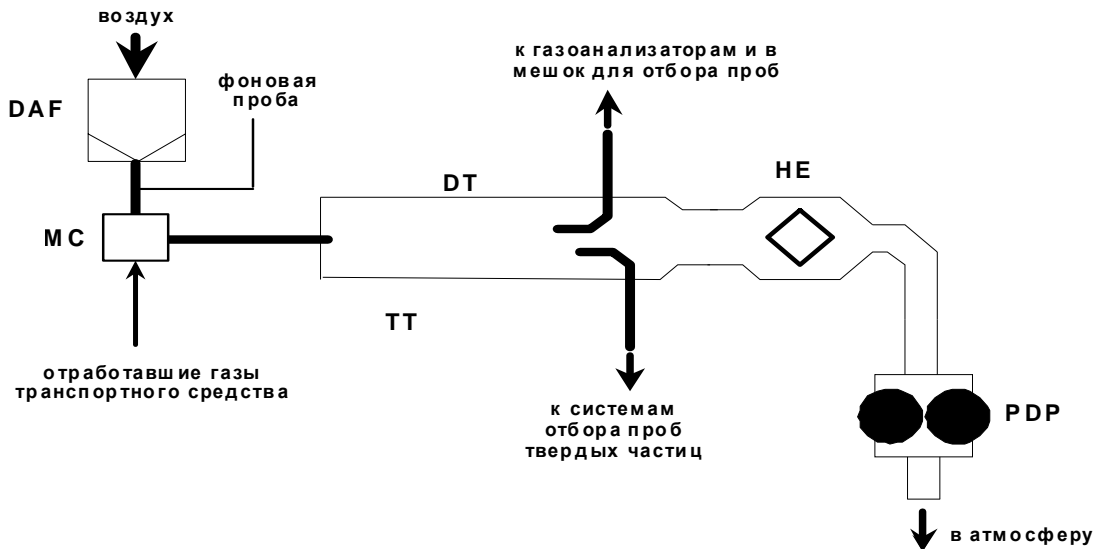 воздух
к газоанализаторам и в
мешок для отбора проб
фоновая
проба
DAF
HE
DT
MC
TT
отработавшие газы
транспортного средства
к системам
отбора проб
твердых частиц
PDP
в атмосферу